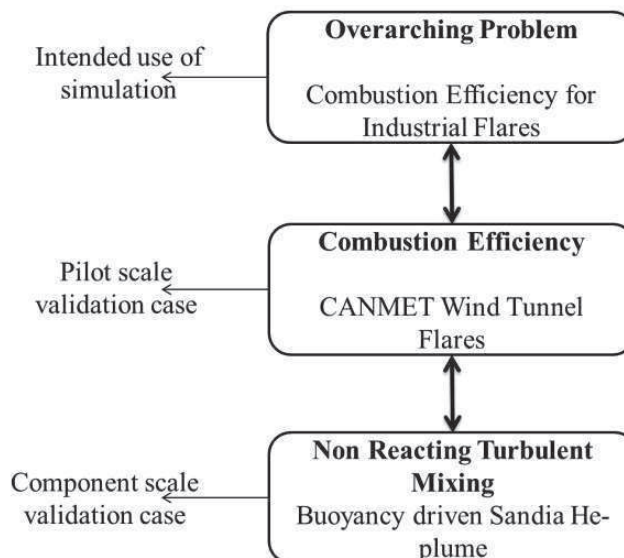 Overarching Problem
Intended use of
simulation
Combustion Efficiency for
Industrial Flares
Combustion Efficiency
Pilot scale
validation case
CANMET Wind Tunnel
Flares
Non Reacting Turbulent
Mixing
Component scale
validation case
Buoyancy driven Sandia He-
plume